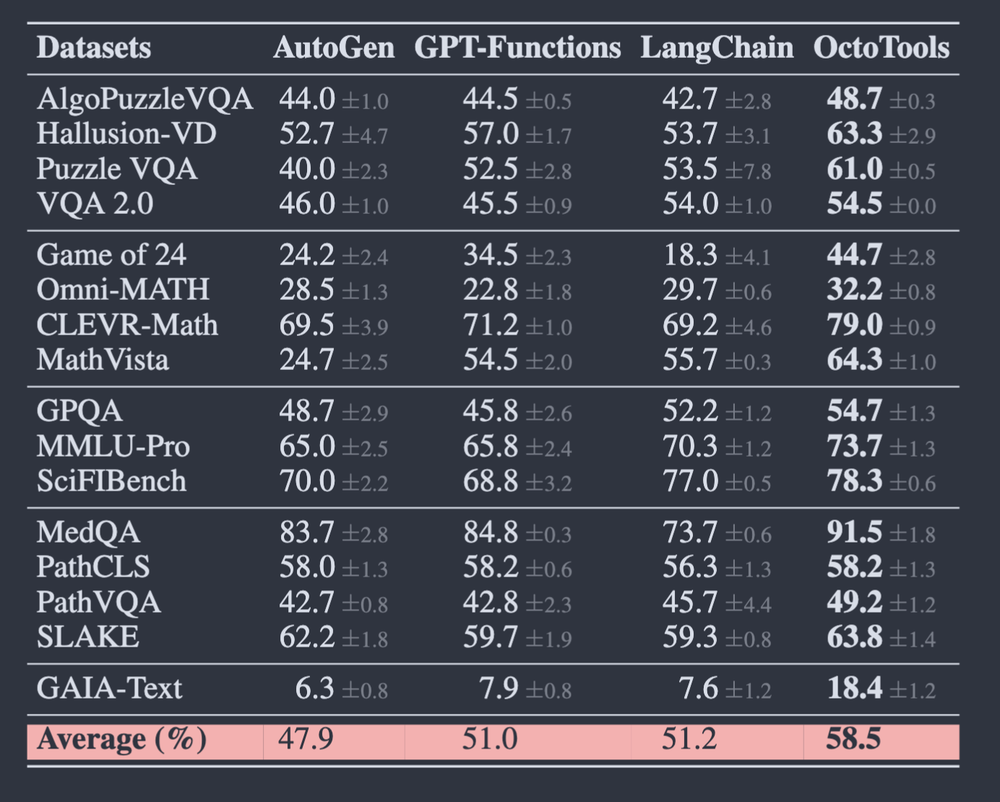 Datasets AutoGen GPT-Functions LangChain OctoTools
AlgoPuzzleVQA 44.0 ±1.0 44.5 ±0.5 42.7 ±2.8 48.7 ±0.3
Hallusion-VD 52.7 ±4.7 57.0 ±1.7 53.7 ±3.1 63.3 ±2.9
Puzzle VQA 40.0 ±2.3 52.5 ±2.8 53.5 ±7.8 61.0 ±0.5
VQA 2.0 46.0 ±1.0 45.5 ±0.9 54.0 ±1.0 54.5 ±0.0
Game of 24 24.2 ±2.4 34.5 ±2.3 18.3 ±4.1 44.7 ±2.8
Omni-MATH 28.5 ±1.3 22.8 ±1.8 29.7 ±0.6 32.2 ±0.8
CLEVR-Math 69.5 ±3.9 71.2 ±1.0 69.2 ±4.6 79.0 ±0.9
MathVista 24.7 ±2.5 54.5 ±2.0 55.7 ±0.3 64.3 ±1.0
GPQA 48.7 ±2.9 45.8 ±2.6 52.2 ±1.2 54.7 ±1.3
MMLU-Pro 65.0 ±2.5 65.8 ±2.4 70.3 ±1.2 73.7 ±1.3
SciFIBench 70.0 ±2.2 68.8 ±3.2 77.0 ±0.5 78.3 ±0.6
MedQA 83.7 ±2.8 84.8 ±0.3 73.7 ±0.6 91.5 ±1.8
PathCLS 58.0 ±1.3 58.2 ±0.6 56.3 ±1.3 58.2 ±1.3
PathVQA 42.7 ±0.8 42.8 ±2.3 45.7 ±4.4 49.2 ±1.2
SLAKE 62.2 ±1.8 59.7 ±1.9 59.3 ±0.8 63.8 ±1.4
GAIA-Text 6.3 ±0.8 7.9 ±0.8 7.6 ±1.2 18.4 ±1.2
Average (%) 47.9 51.0 51.2 58.5